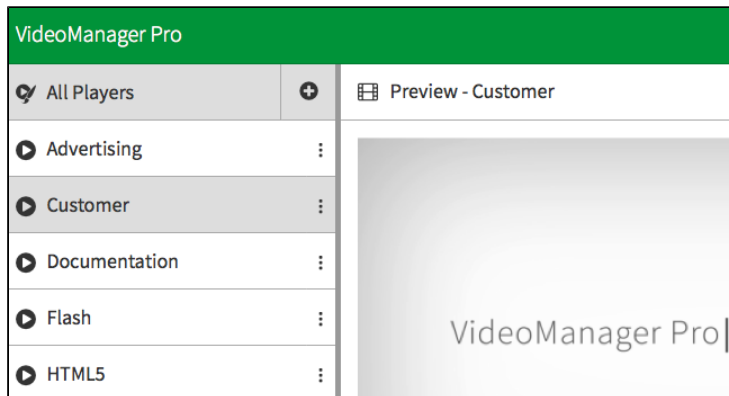 VideoManager Pro
All Players
Preview - Customer
Advertising
Customer
Documentation
Flash
HTML5
VideoManager Pro